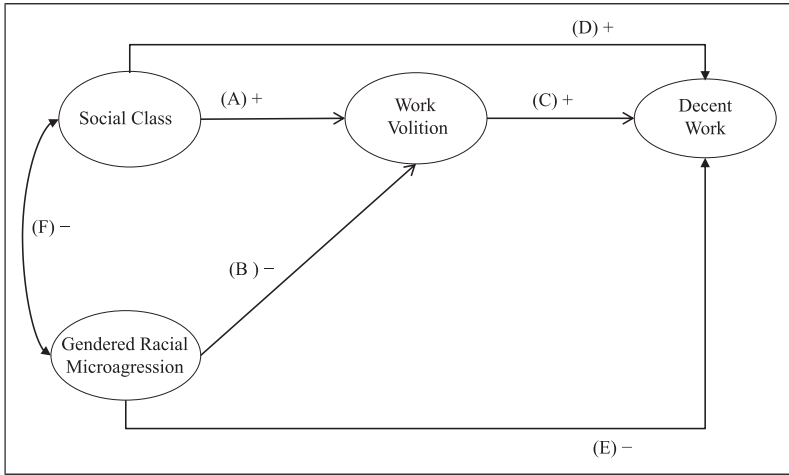 (D) +
Social Class
(A) +
Work
Volition
(C) +
Decent
Work
(F) −
(B ) −
Gendered Racial
Microagression
(E) −